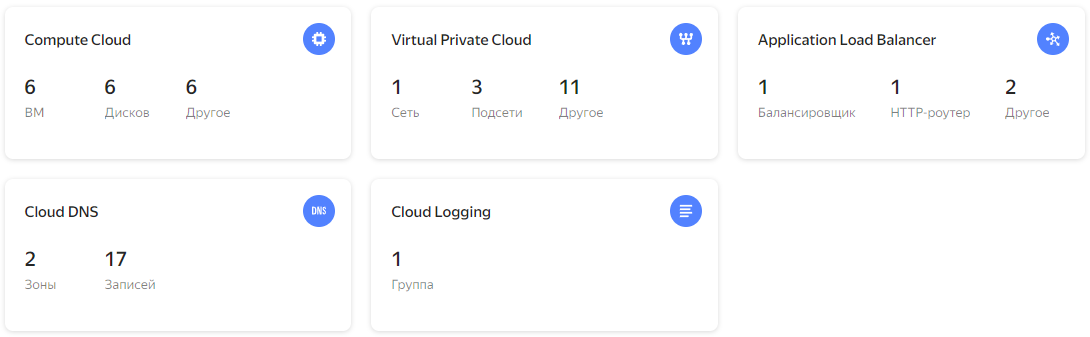 Compute Cloud
6 6 6
ВМ Дисков Другое
Virtual Private Cloud
1 3 11
Сеть Подсети Другое
Application Load Balancer
1 1 2
Балансировщик HTTP-роутер Другое
Cloud DNS
DNS
2 17
Зоны Записей
Cloud Logging
1
Группа